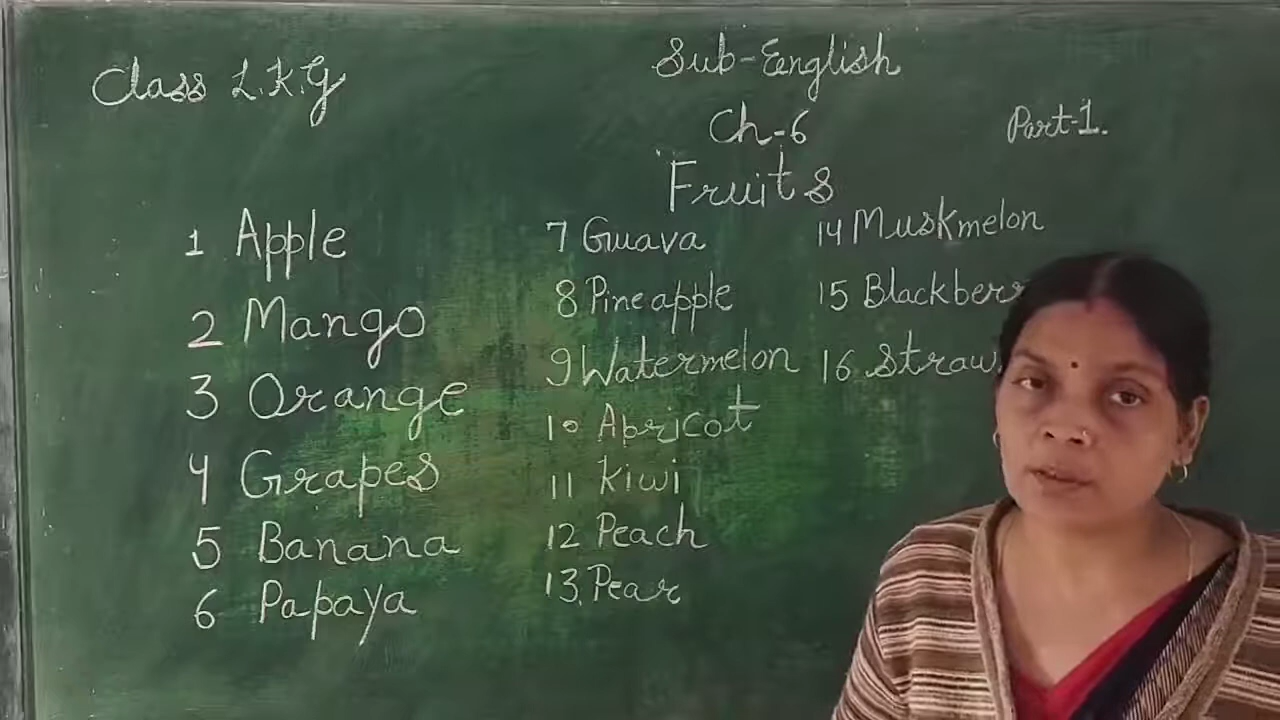 Class L.K.G
Sub-Eenglish
Ch-6
Part-1.
Fruits
1 Apple
2 Mango
3 Orange
4 Grapes
5 Banana
6 Papaya
7 Guava
8 Pineapple
9 Watermelon
10 Apricot
11 Kiwi
12 Peach
13. Pear
14 Muskmelon
15 Blackberr
16 Straw